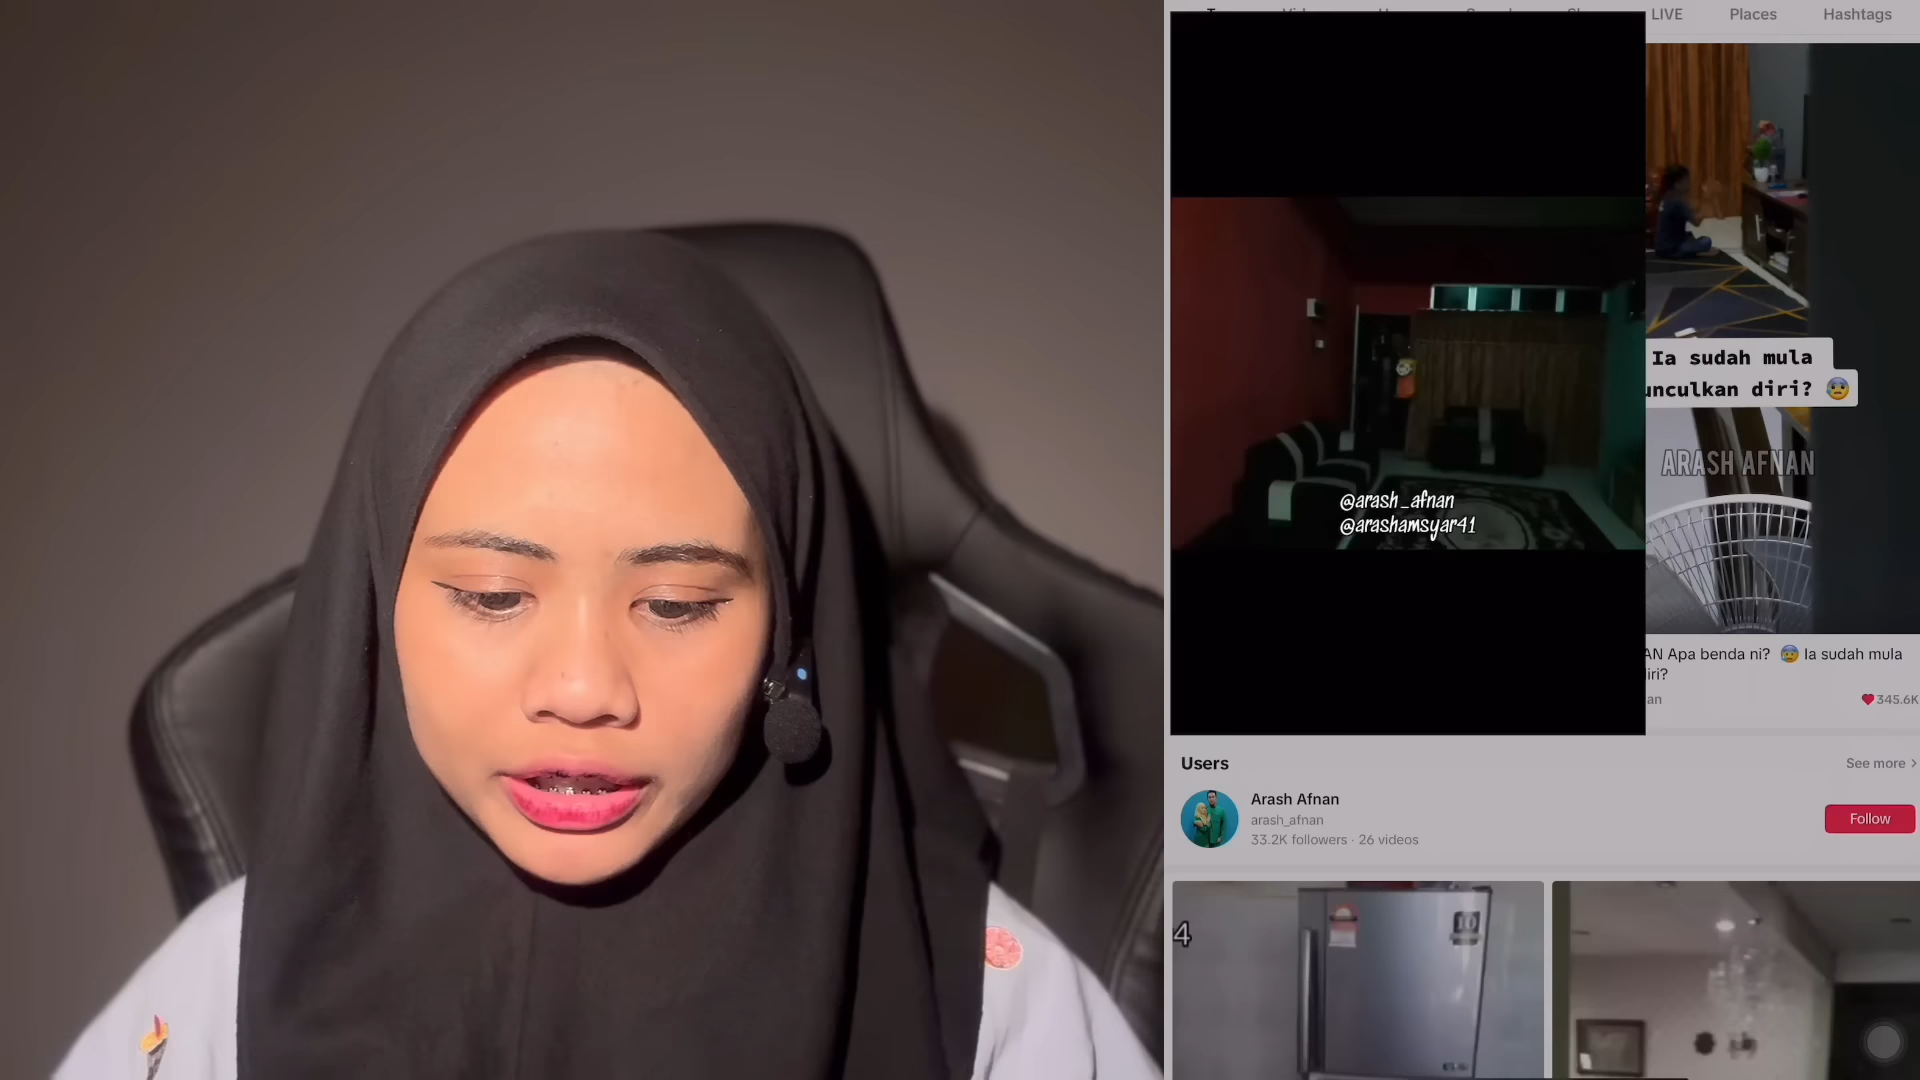 LIVE
Places
Hashtags
Ia sudah mula
unculkan diri? 😰
ARASH AFNAN
@arash_afnan
@arashamsyar41
AN Apa benda ni? 😰 Ia sudah mula
iri?
an
345.6K
Users
See more >
Arash Afnan
arash_afnan
33.2K followers · 26 videos
Follow
4